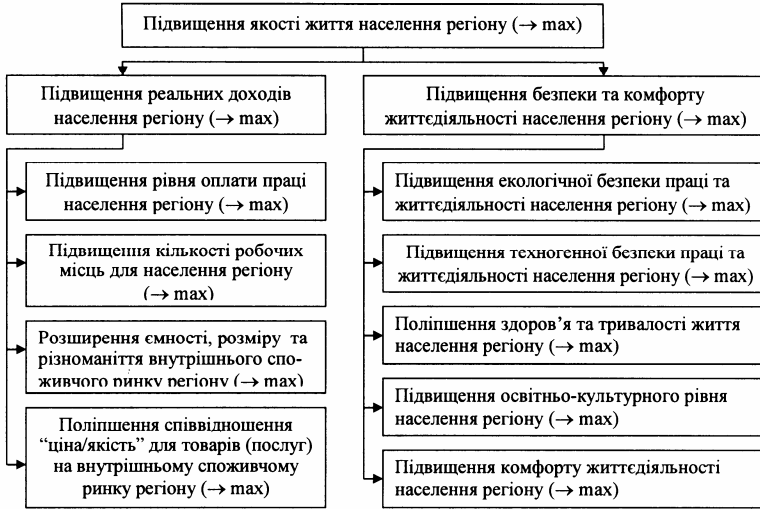 Підвищення якості життя населення регіону (→ max)
Підвищення реальних доходів
населення регіону (→ max)
Підвищення рівня оплати праці
населення регіону (→ max)
Підвищення кількості робочих
місць для населення регіону
(→ max)
Розширення ємності, розміру та
різноманіття внутрішнього спо-
живчого ринку регіону (→ max)
Поліпшення співвідношення
“ціна/якість” для товарів (послуг)
на внутрішньому споживчому
ринку регіону (→ max)
Підвищення безпеки та комфорту
життєдіяльності населення регіону (→ max)
Підвищення екологічної безпеки праці та
життєдіяльності населення регіону (→ max)
Підвищення техногенної безпеки праці та
життєдіяльності населення регіону (→ max)
Поліпшення здоров’я та тривалості життя
населення регіону (→ max)
Підвищення освітньо-культурного рівня
населення регіону (→ max)
Підвищення комфорту життєдіяльності
населення регіону (→ max)